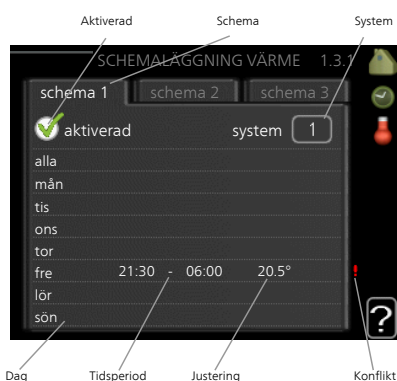 Aktiverad Schema System
SCHEMALÄGGNING VÄRME 1.3.1
schema 1 schema 2 schema 3
aktiverad system 1
alla
mån
tis
ons
tor
fre 21:30 - 06:00 20.5° !
lör
sön
?
Dag Tidsperiod Justering Konflikt